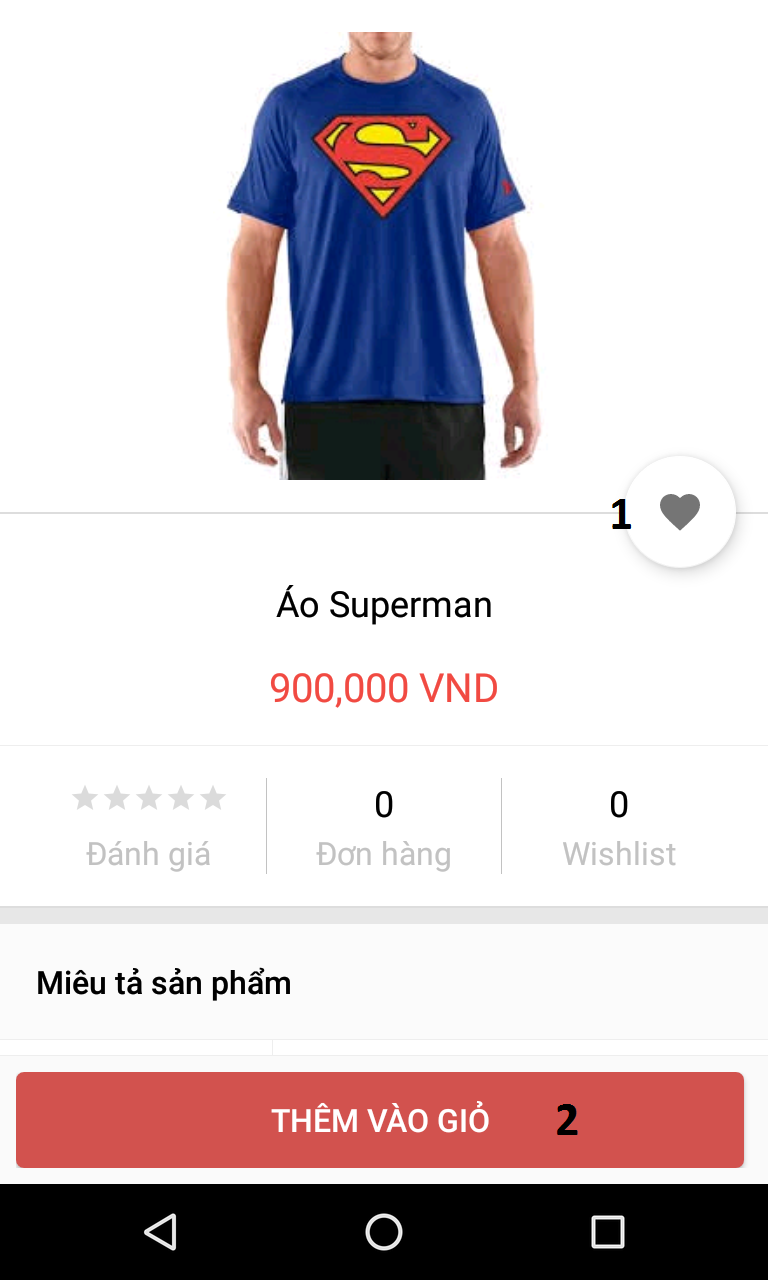 S
1
Áo Superman
900,000 VND
0
0
Đánh giá
Đơn hàng
Wishlist
Miêu tả sản phẩm
THÊM VÀO GIỎ
2